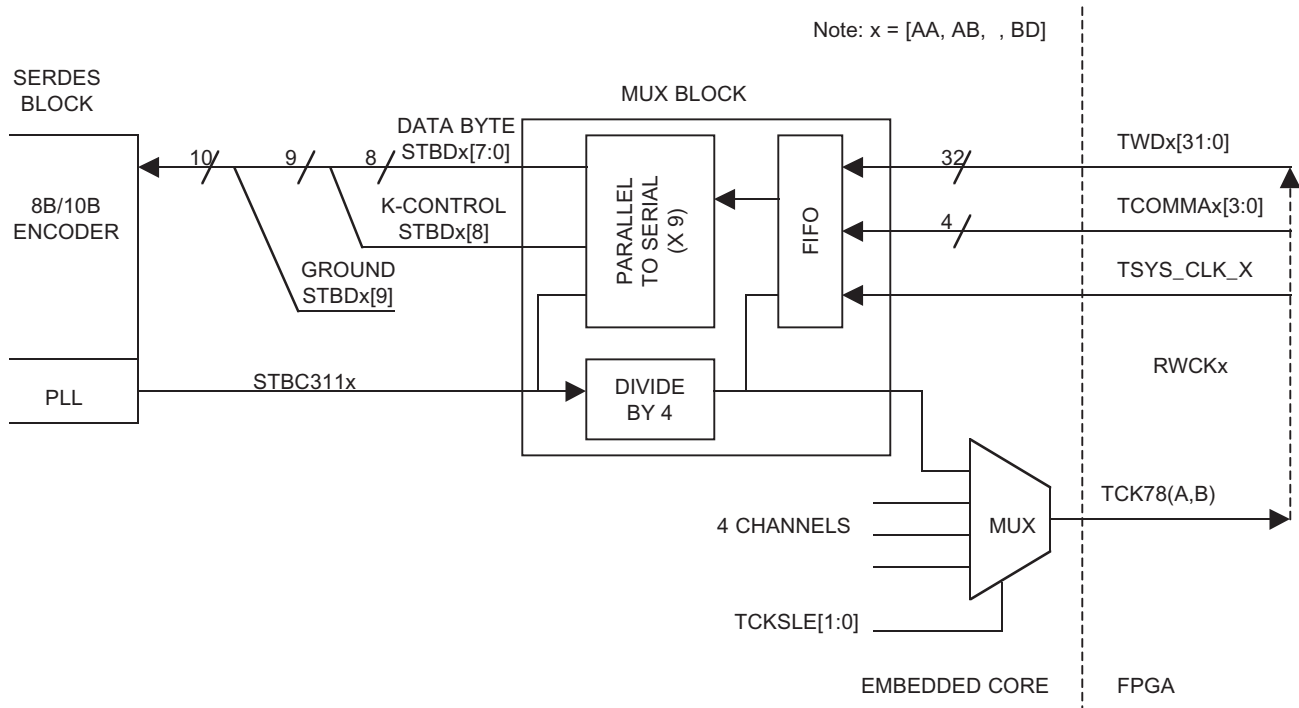 Note: x = [AA, AB, , BD]
SERDES
BLOCK
MUX BLOCK
DATA BYTE
STBDx[7:0]
10
9
8
32
TWDx[31:0]
8B/10B
ENCODER
K-CONTROL
STBDx[8]
PARALLEL
TO SERIAL
(X 9)
FIFO
4
TCOMMAx[3:0]
GROUND
STBDx[9]
TSYS_CLK_X
RWCKx
PLL
STBC311x
DIVIDE
BY 4
TCK78(A,B)
4 CHANNELS
MUX
TCKSLE[1:0]
EMBEDDED CORE
FPGA